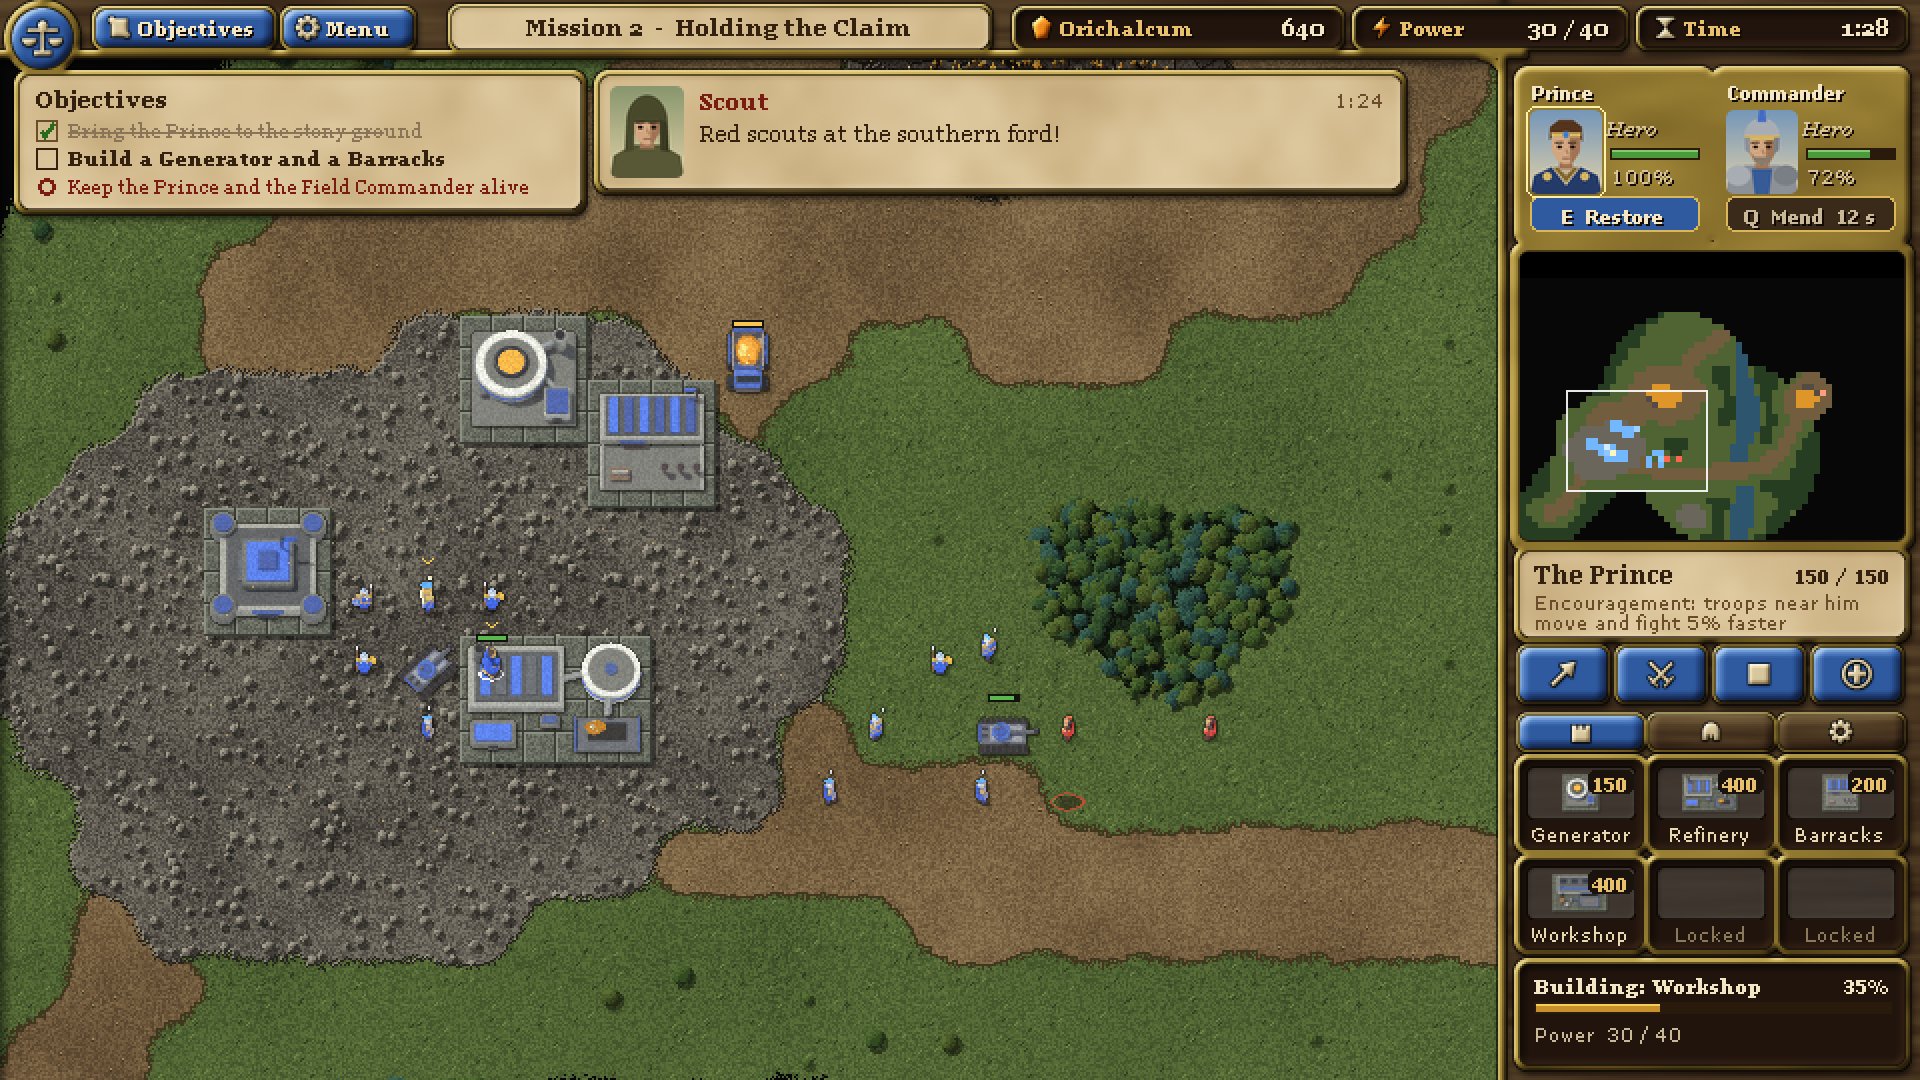 Objectives
Menu
Mission 2 - Holding the Claim
Orichalcum 640
Power 30 / 40
Time 1:28
Objectives
Bring the Prince to the stony ground
Build a Generator and a Barracks
Keep the Prince and the Field Commander alive
Scout 1:24
Red scouts at the southern ford!
Prince
Hero
100%
E Restore
Commander
Hero
72%
Q Mend 12 s
The Prince 150 / 150
Encouragement: troops near him
move and fight 5% faster
150
Generator
400
Refinery
200
Barracks
400
Workshop
Locked
Locked
Building: Workshop 35%
Power 30 / 40